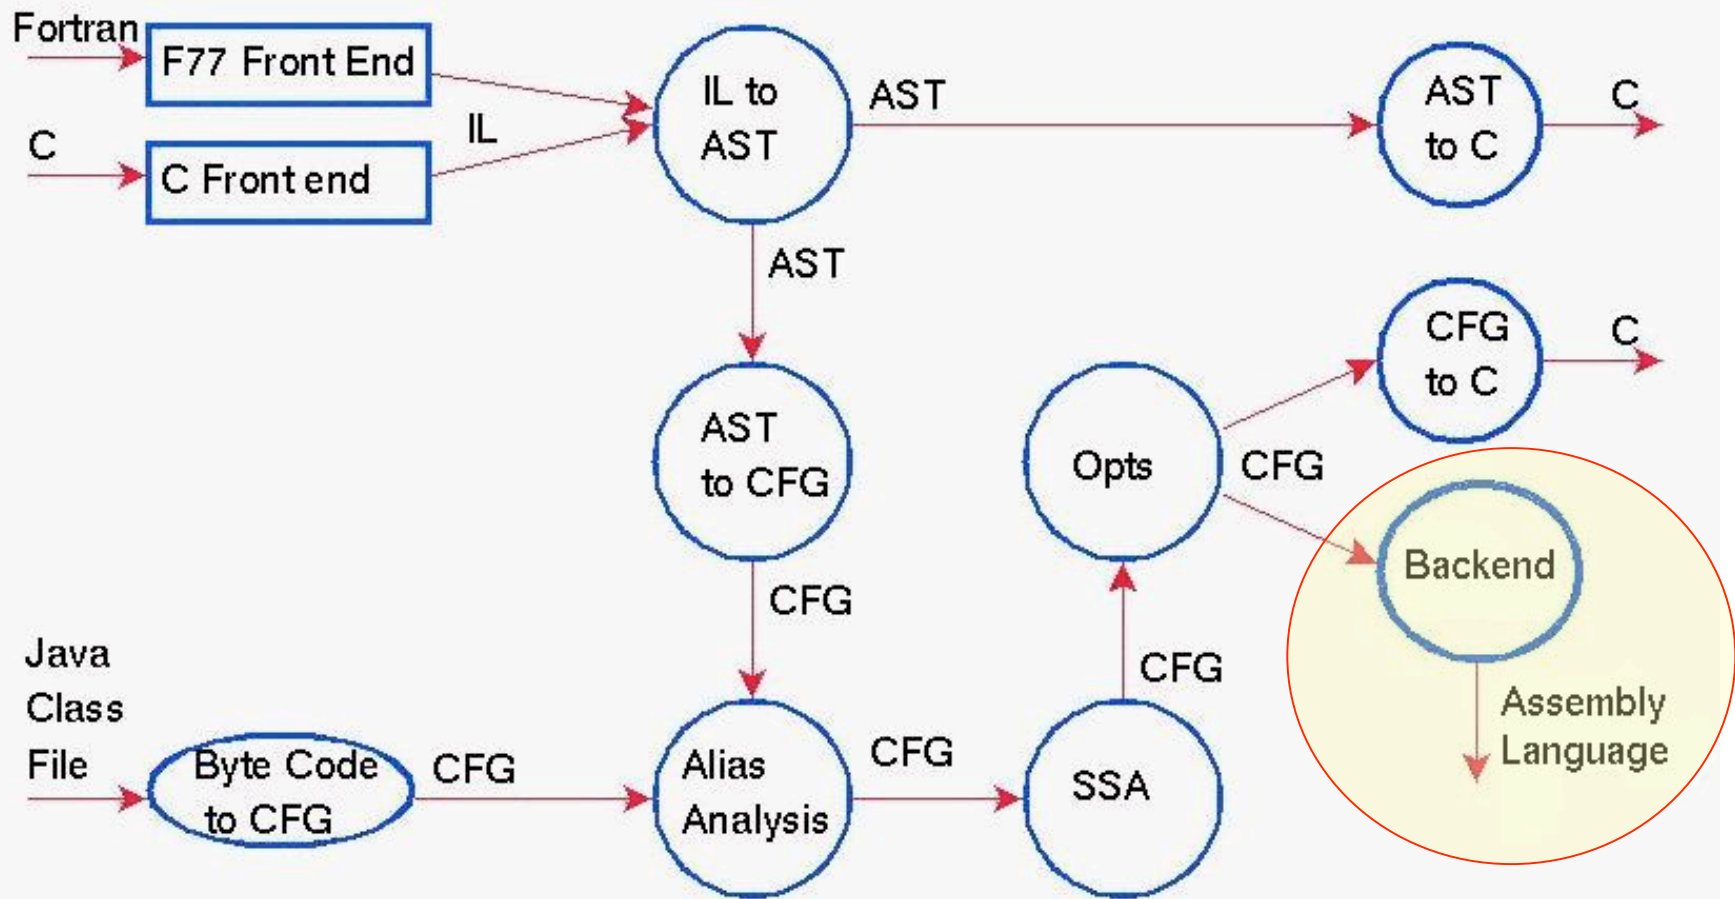 Fortran
F77 Front End
C
C Front end
IL
IL to
AST
AST
AST
to C
C
AST
AST
to CFG
CFG
Opts
CFG
CFG
to C
C
Backend
Assembly
Language
Java
Class
File
Byte Code
to CFG
CFG
Alias
Analysis
CFG
SSA
CFG